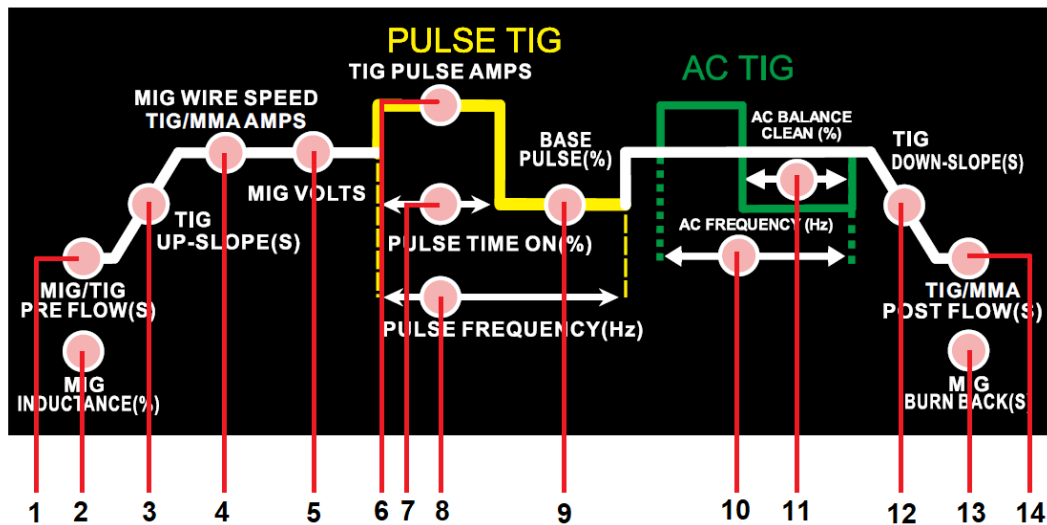 PULSE TIG
TIG PULSE AMPS
AC TIG
MIG WIRE SPEED
TIG/MMA AMPS
MIG VOLTS
BASE
PULSE(%)
AC BALANCE
CLEAN (%)
TIG
DOWN-SLOPE(S)
TIG
UP-SLOPE(S)
PULSE TIME ON(%)
AC FREQUENCY (Hz)
MIG/TIG
PRE FLOW(S)
PULSE FREQUENCY(Hz)
TIG/MMA
POST FLOW(S)
MIG
INDUCTANCE(%)
MIG
BURN BACK(S)
1 2 3 4 5 6 7 8 9 10 11 12 13 14